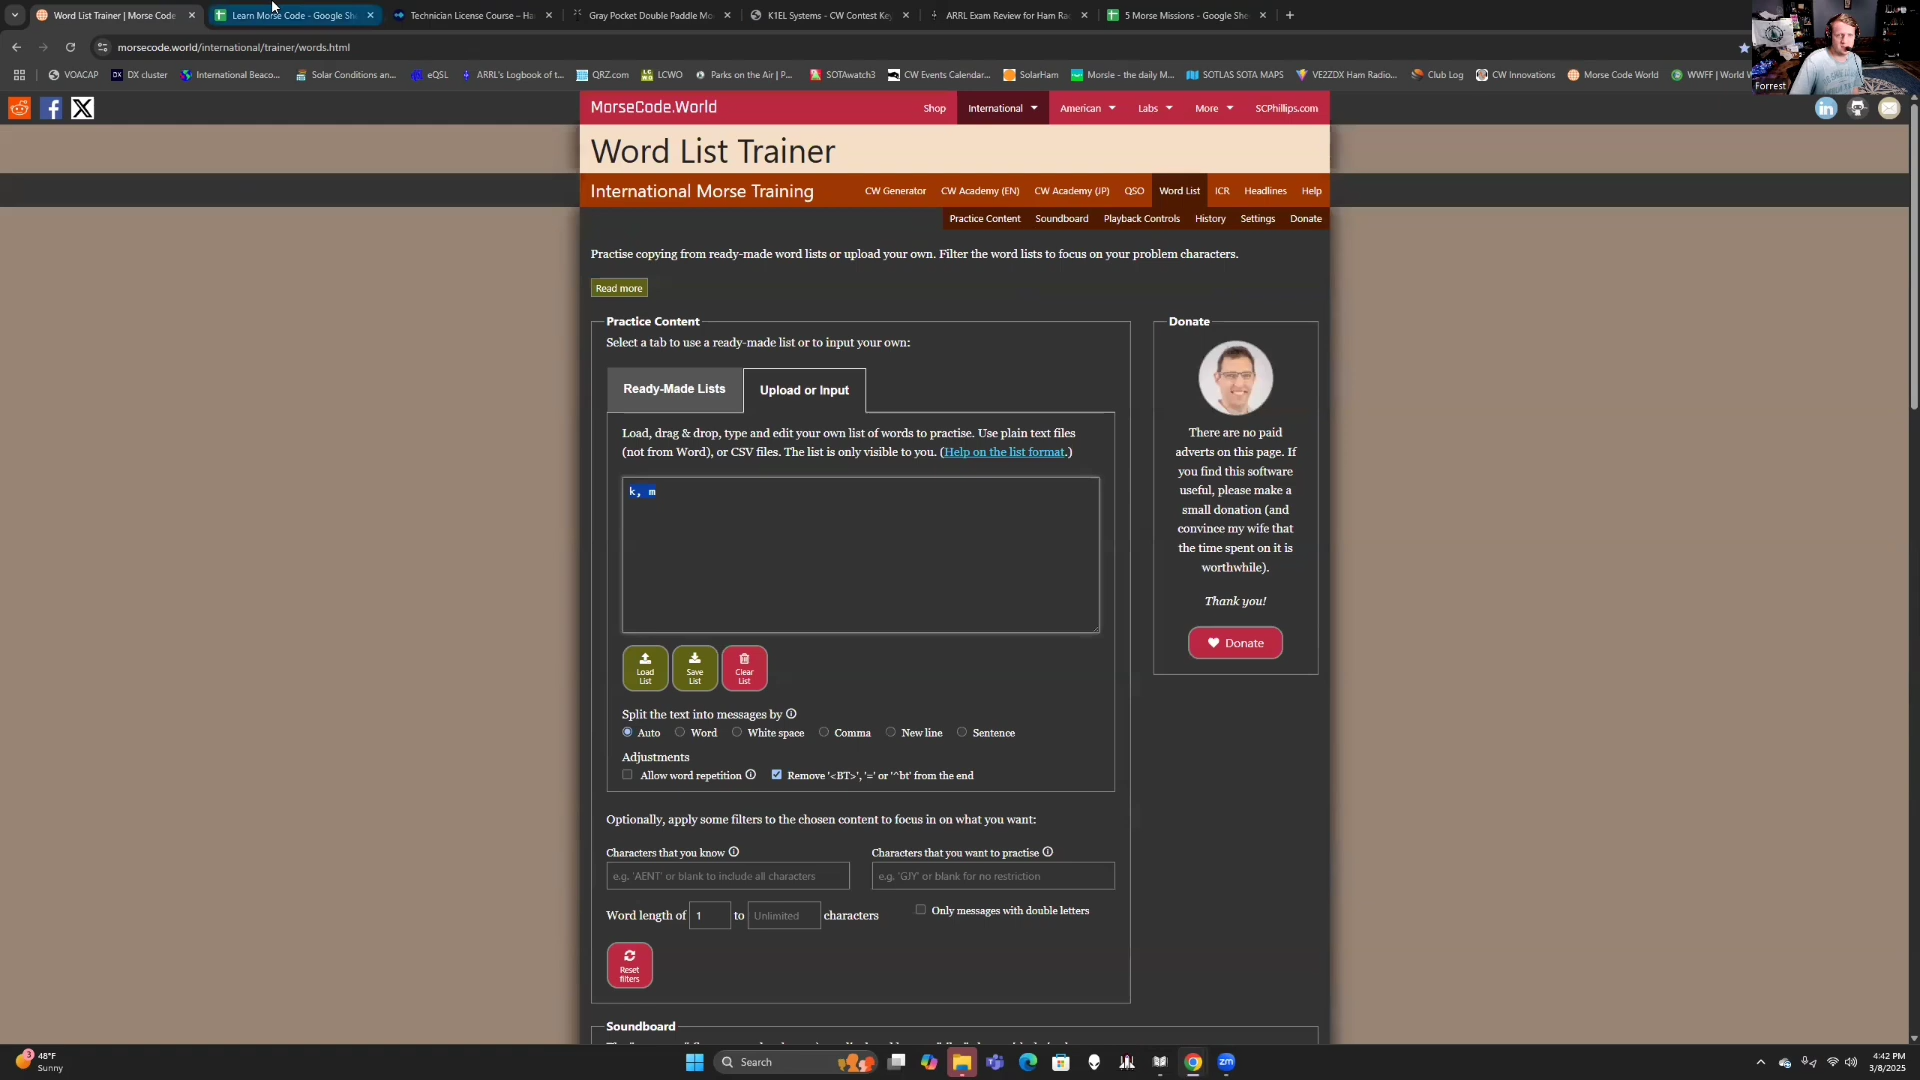 Word List Trainer | Morse Code
Learn Morse Code - Google She
Technician License Course – Ha
Gray Pocket Double Paddle Mo
K1EL Systems - CW Contest Key
ARRL Exam Review for Ham Ra
5 Morse Missions - Google She
morsecode.world/international/trainer/words.html
VOACAP
DX cluster
International Beaco...
Solar Conditions an...
eQSL
ARRL's Logbook of t...
QRZ.com
LCWO
Parks on the Air | P...
SOTAwatch3
CW Events Calendar...
SolarHam
Morsle - the daily M...
SOTLAS SOTA MAPS
VE2ZDX Ham Radio...
Club Log
CW Innovations
Morse Code World
WWFF | World W
Forrest
MorseCode.World
Shop
International
American
Labs
More
SCPhillips.com
Word List Trainer
International Morse Training
CW Generator
CW Academy (EN)
CW Academy (JP)
QSO
Word List
ICR
Headlines
Help
Practice Content
Soundboard
Playback Controls
History
Settings
Donate
Practise copying from ready-made word lists or upload your own. Filter the word lists to focus on your problem characters.
Read more
Practice Content
Select a tab to use a ready-made list or to input your own:
Ready-Made Lists
Upload or Input
Load, drag & drop, type and edit your own list of words to practise. Use plain text files
(not from Word), or CSV files. The list is only visible to you. (Help on the list format.)
k, m
Load
List
Save
List
Clear
List
Split the text into messages by
Auto
Word
White space
Comma
New line
Sentence
Adjustments
Allow word repetition
Remove '<BT>', '=' or '^bt' from the end
Optionally, apply some filters to the chosen content to focus in on what you want:
Characters that you know
Characters that you want to practise
e.g. 'AENT' or blank to include all characters
e.g. 'GJY' or blank for no restriction
Word length of 1 to Unlimited characters
Only messages with double letters
Reset
filters
Donate
There are no paid
adverts on this page. If
you find this software
useful, please make a
small donation (and
convince my wife that
the time spent on it is
worthwhile).
Thank you!
Donate
Soundboard
48°F
Sunny
Search
4:42 PM
3/8/2025